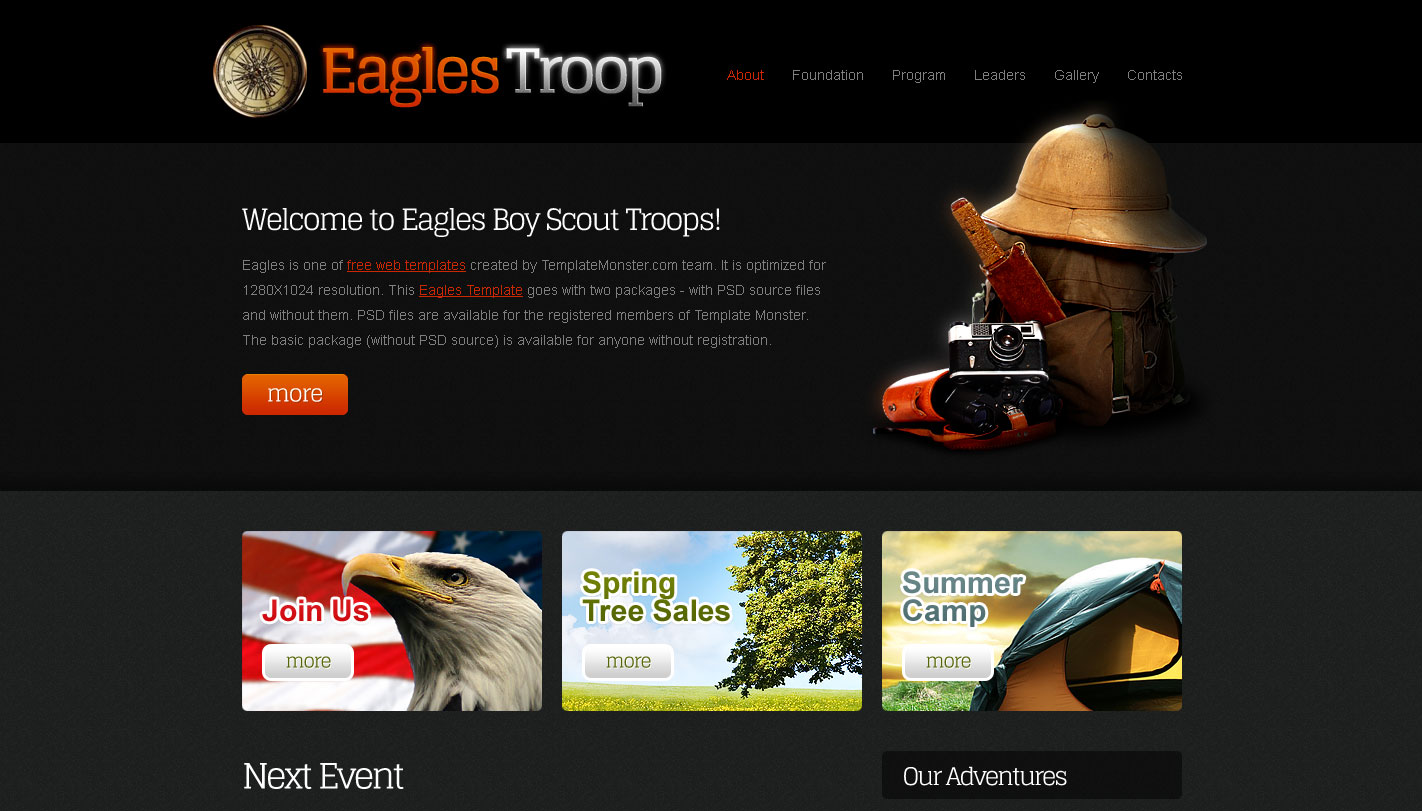 Eagles Troop
About Foundation Program Leaders Gallery Contacts
Welcome to Eagles Boy Scout Troops!
Eagles is one of free web templates created by TemplateMonster.com team. It is optimized for
1280X1024 resolution. This Eagles Template goes with two packages - with PSD source files
and without them. PSD files are available for the registered members of Template Monster.
The basic package (without PSD source) is available for anyone without registration.
more
Join Us
more
Spring
Tree Sales
more
Summer
Camp
more
Next Event
Our Adventures